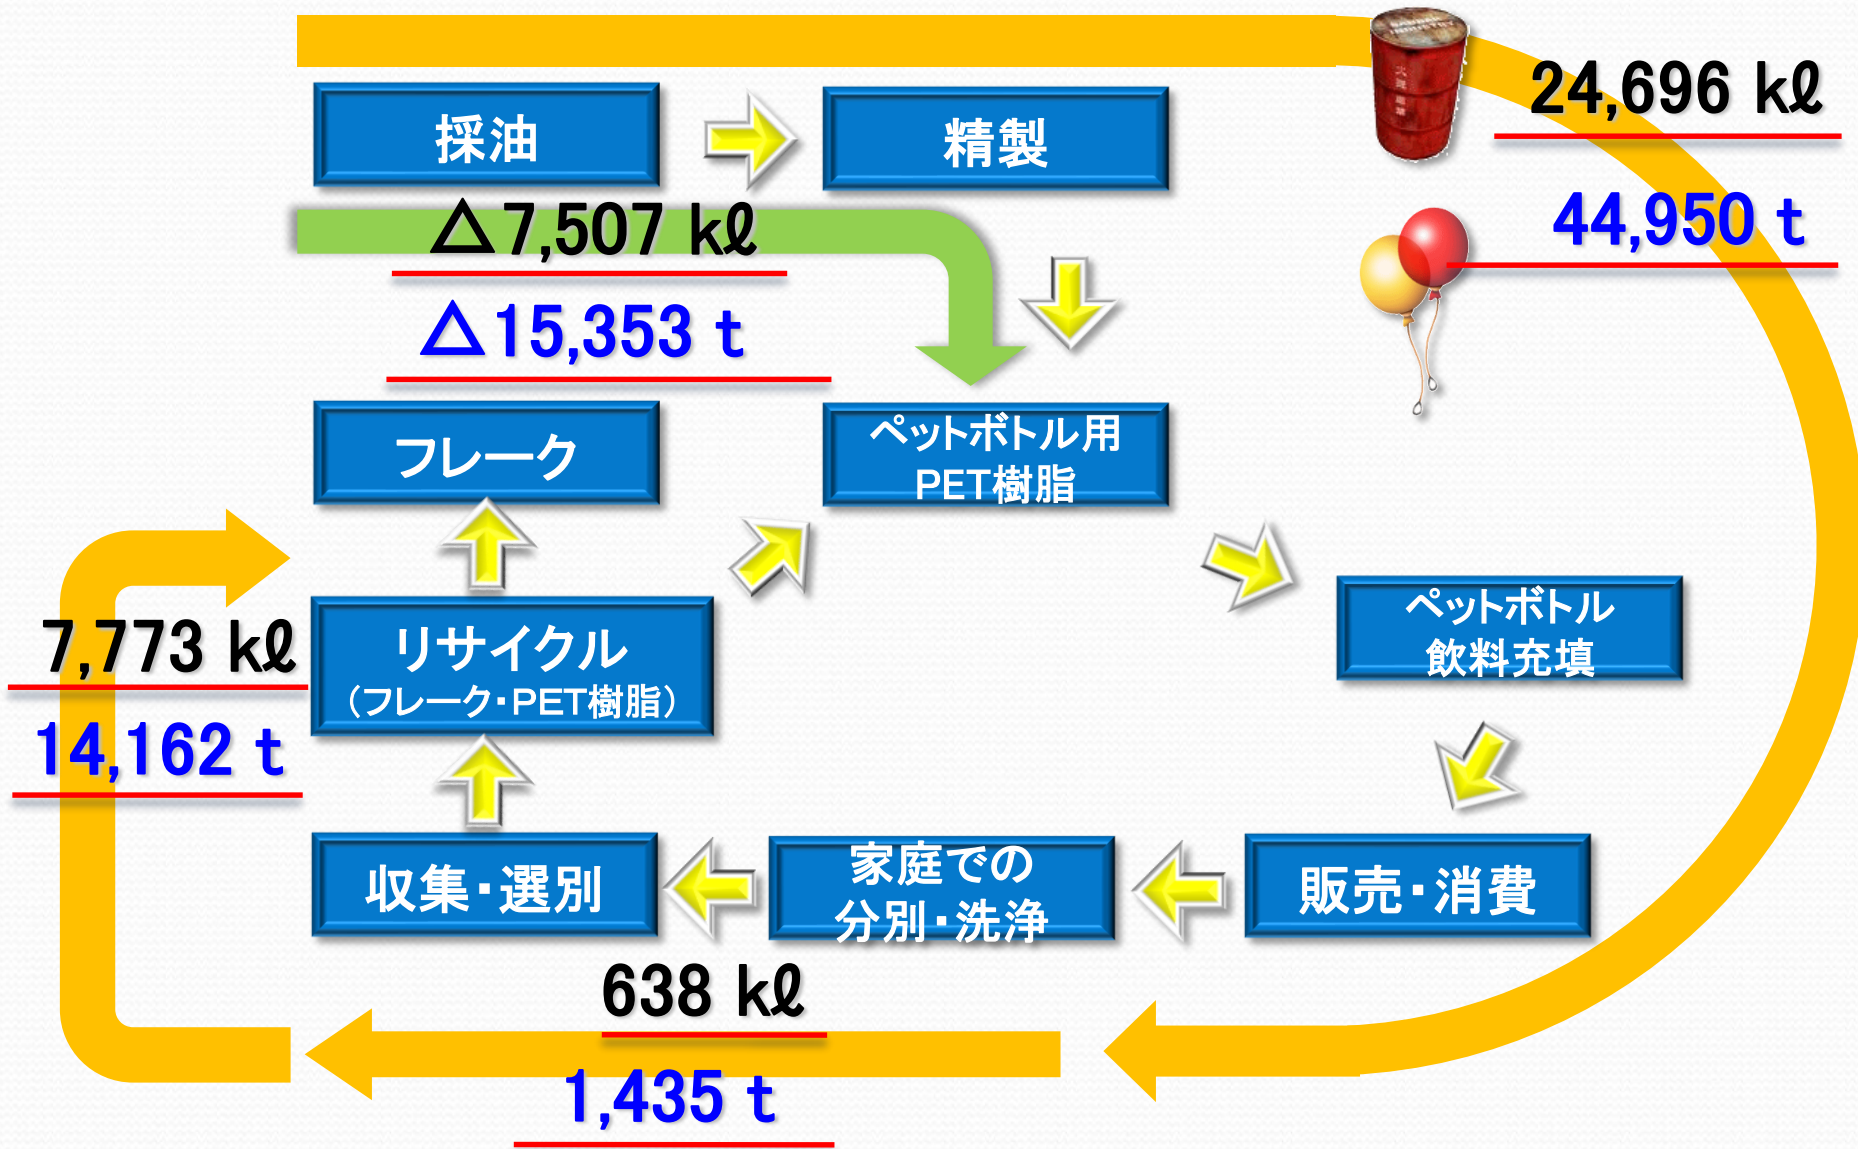 採油
精製
24,696 kℓ
44,950 t
△7,507 kℓ
△15,353 t
フレーク
ペットボトル用
PET樹脂
7,773 kℓ
14,162 t
リサイクル
（フレーク・PET樹脂）
ペットボトル
飲料充填
収集・選別
家庭での
分別・洗浄
販売・消費
638 kℓ
1,435 t